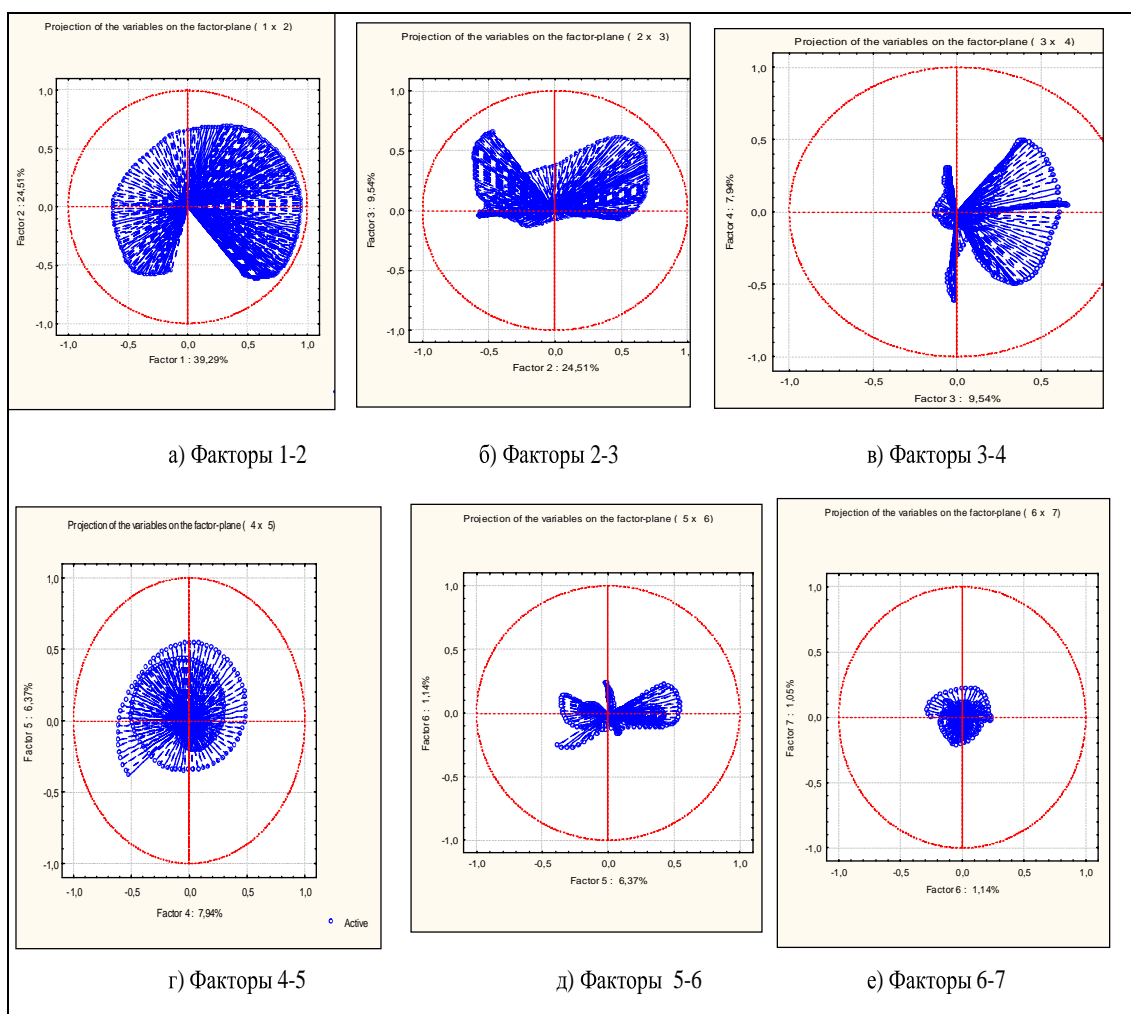 Projection of the variables on the factor-plane ( 1 x 2)
1,0
0,5
0,0
-0,5
-1,0
-1,0 -0,5 0,0 0,5 1,0
Factor 2 : 24,51%
Factor 1 : 39,29%
Projection of the variables on the factor-plane ( 2 x 3)
1,0
0,5
0,0
-0,5
-1,0
-1,0 -0,5 0,0 0,5 1,0
Factor 3 : 9,54%
Factor 2 : 24,51%
Projection of the variables on the factor-plane ( 3 x 4)
1,0
0,5
0,0
-0,5
-1,0
-1,0 -0,5 0,0 0,5
Factor 4 : 7,94%
Factor 3 : 9,54%
а) Факторы 1-2
б) Факторы 2-3
в) Факторы 3-4
Projection of the variables on the factor-plane ( 4 x 5)
1,0
0,5
0,0
-0,5
-1,0
-1,0 -0,5 0,0 0,5 1,0
Factor 5 : 6,37%
Factor 4 : 7,94%
Active
Projection of the variables on the factor-plane ( 5 x 6)
1,0
0,5
0,0
-0,5
-1,0
-1,0 -0,5 0,0 0,5 1,0
Factor 6 : 1,14%
Factor 5 : 6,37%
Projection of the variables on the factor-plane ( 6 x 7)
1,0
0,5
0,0
-0,5
-1,0
-1,0 -0,5 0,0 0,5 1,0
Factor 7 : 1,05%
Factor 6 : 1,14%
г) Факторы 4-5
д) Факторы 5-6
е) Факторы 6-7